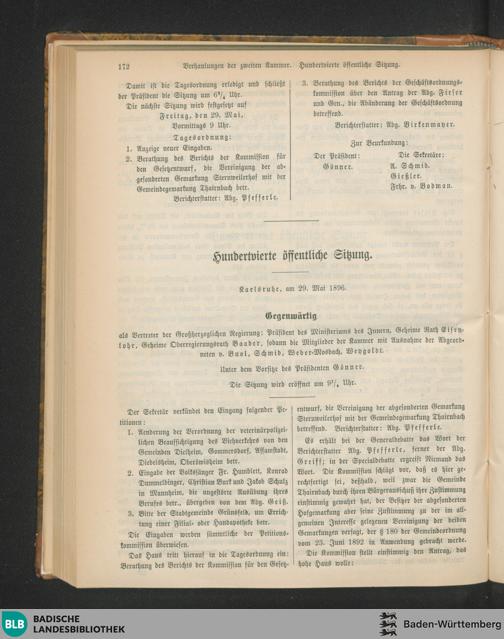 172 Verhandlungen der zweiten Kammer. Hundertvierte öffentliche Sitzung.
Damit ist die Tagesordnung erledigt und schließt
der Präsident die Sitzung um 6¾ Uhr.
Die nächste Sitzung wird festgesetzt auf
Freitag, den 29. Mai,
Vormittags 9 Uhr.
Tagesordnung:
1. Anzeige neuer Eingaben.
2. Berathung des Berichts der Kommission für
den Gesetzentwurf, die Vereinigung der ab-
gesonderten Gemarkung Sternweilerhof mit der
Gemeindegemarkung Thairnbach betr.
Berichterstatter: Abg. Pfefferle.
3. Berathung des Berichts der Geschäftsordnungs-
kommission über den Antrag der Abg. Fieser
und Gen., die Abänderung der Geschäftsordnung
betreffend.
Berichterstatter: Abg. Birkenmayer.
Zur Beurkundung:
Der Präsident: Die Sekretäre:
Gönner. A. Schmid.
Gießler.
Frhr. v. Bodman.
Hundertvierte öffentliche Sitzung.
Karlsruhe, am 29. Mai 1896.
Gegenwärtig
als Vertreter der Großherzoglichen Regierung: Präsident des Ministeriums des Innern, Geheime Rath Eisen-
lohr, Geheime Oberregierungsrath Baader, sodann die Mitglieder der Kammer mit Ausnahme der Abgeord-
neten v. Buol, Schmid, Weber-Mosbach, Weygoldt.
Unter dem Vorsitz des Präsidenten Gönner.
Die Sitzung wird eröffnet um 9¼ Uhr.
Der Sekretär verkündet den Eingang folgender Pe-
titionen:
1. Aenderung der Verordnung der veterinärpolizei-
lichen Beaufsichtigung des Viehverkehrs von den
Gemeinden Dielheim, Gommersdorf, Assamstadt,
Diedelsheim, Oberöwisheim betr.
2. Eingabe der Volkssänger Fr. Humblett, Konrad
Dummeldinger, Christian Burk und Jakob Schulz
in Mannheim, die ungestörte Ausübung ihres
Berufes betr., übergeben von dem Abg. Geiß.
3. Bitte der Stadtgemeinde Grünsfeld, um Errich-
tung einer Filial- oder Handapotheke betr.
Die Eingaben werden sämmtliche der Petitions-
kommission überwiesen.
Das Haus tritt hierauf in die Tagesordnung ein:
Berathung des Berichts der Kommission für den Gesetz-
entwurf, die Vereinigung der abgesonderten Gemarkung
Sternweilerhof mit der Gemeindegemarkung Thairnbach
betreffend. Berichterstatter: Abg. Pfefferle.
Es erhält bei der Generaldebatte das Wort der
Berichterstatter Abg. Pfefferle, ferner der Abg.
Greiff; in der Spezialdebatte ergreift Niemand das
Wort. Die Kommission schlägt vor, daß es hier ge-
rechtfertigt sei, deßhalb, weil zwar die Gemeinde
Thairnbach durch ihren Bürgerausschuß ihre Zustimmung
einstimmig gewahrt hat, der Besitzer der abgesonderten
Hofgemarkung aber seine Zustimmung zu der im all-
gemeinen Interesse gelegenen Vereinigung der beiden
Gemarkungen versagt, der § 180 der Gemeindeordnung
vom 23. Juni 1892 in Anwendung gebracht werde.
Die Kommission stellt einstimmig den Antrag, das
hohe Haus wolle:
BLB BADISCHE
LANDESBIBLIOTHEK
Baden-Württemberg